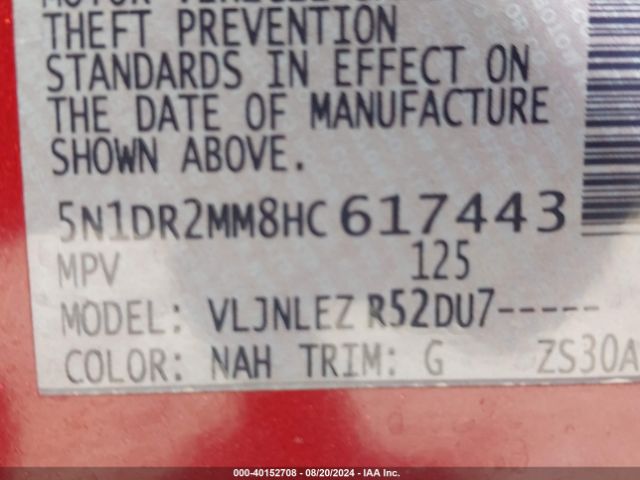 THEFT PREVENTION
STANDARDS IN EFFECT ON
THE DATE OF MANUFACTURE
SHOWN ABOVE.
5N1DR2MM8HC617443
MPV 125
MODEL: VLJNLEZ R52DU7-----
COLOR: NAH TRIM: G ZS30A
000-40152708 - 08/20/2024 - IAA Inc.